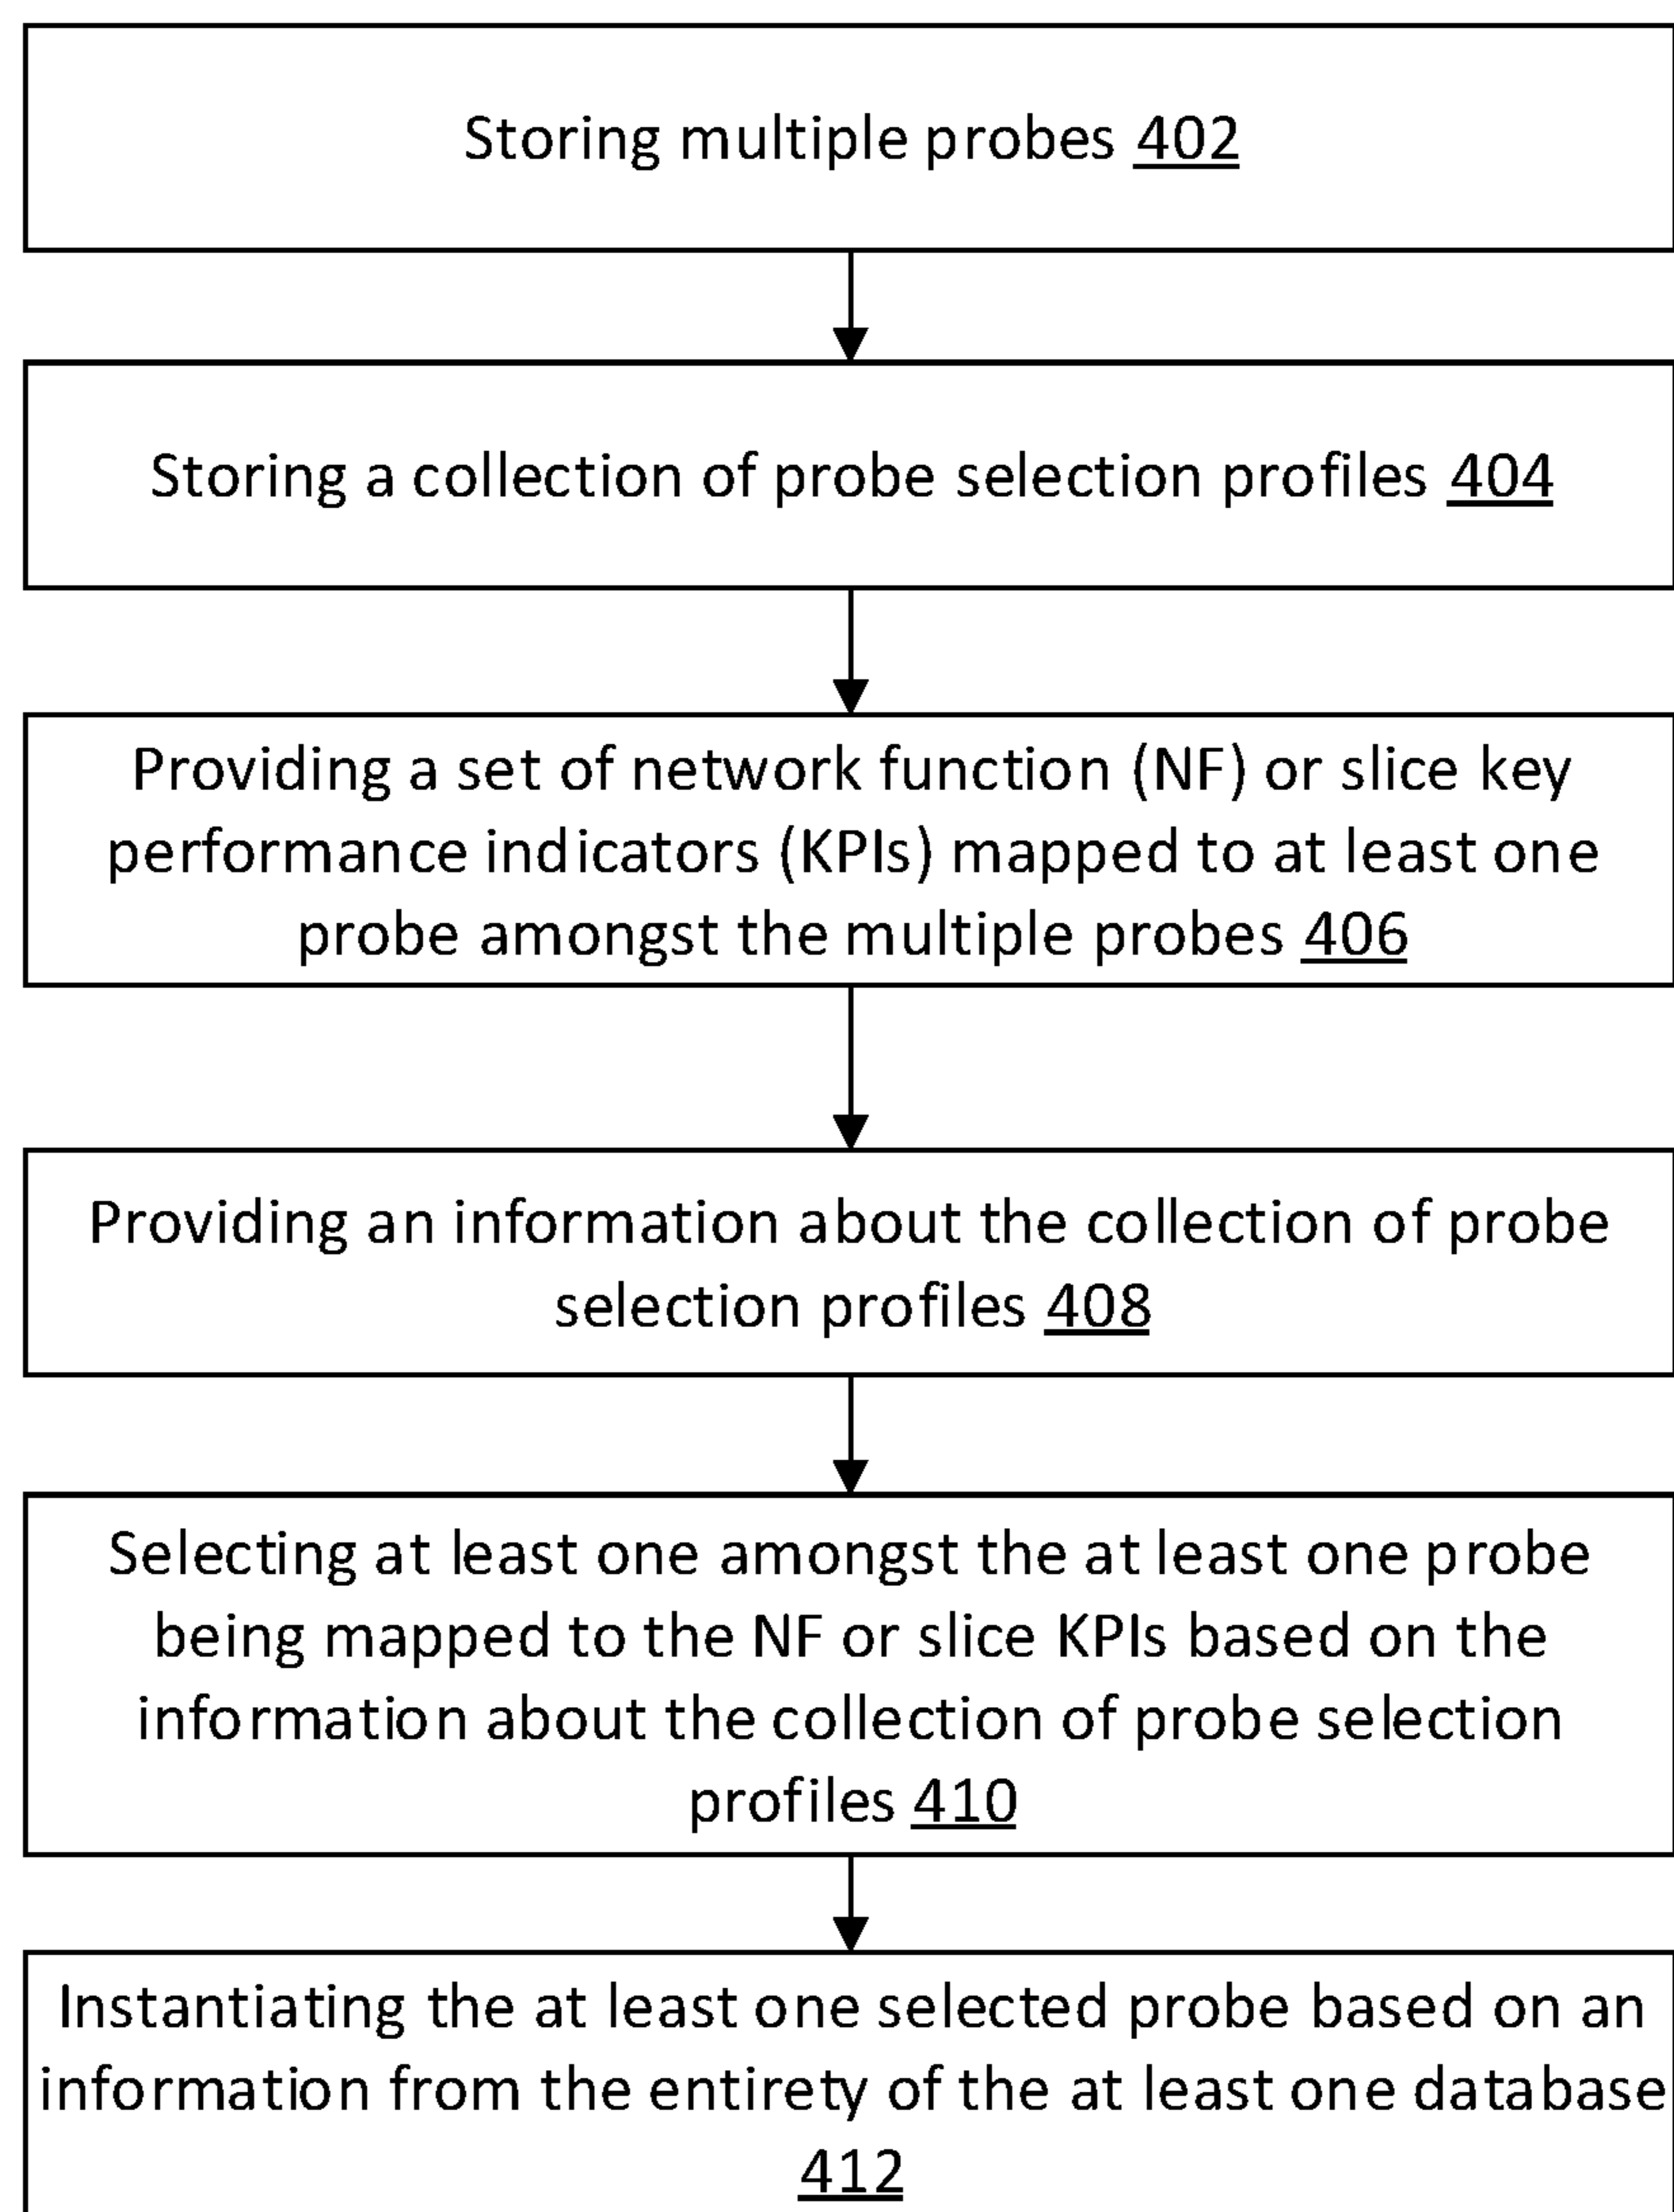 Storing multiple probes 402
Storing a collection of probe selection profiles 404
Providing a set of network function (NF) or slice key
performance indicators (KPIs) mapped to at least one
probe amongst the multiple probes 406
Providing an information about the collection of probe
selection profiles 408
Selecting at least one amongst the at least one probe
being mapped to the NF or slice KPIs based on the
information about the collection of probe selection
profiles 410
Instantiating the at least one selected probe based on an
information from the entirety of the at least one database
412